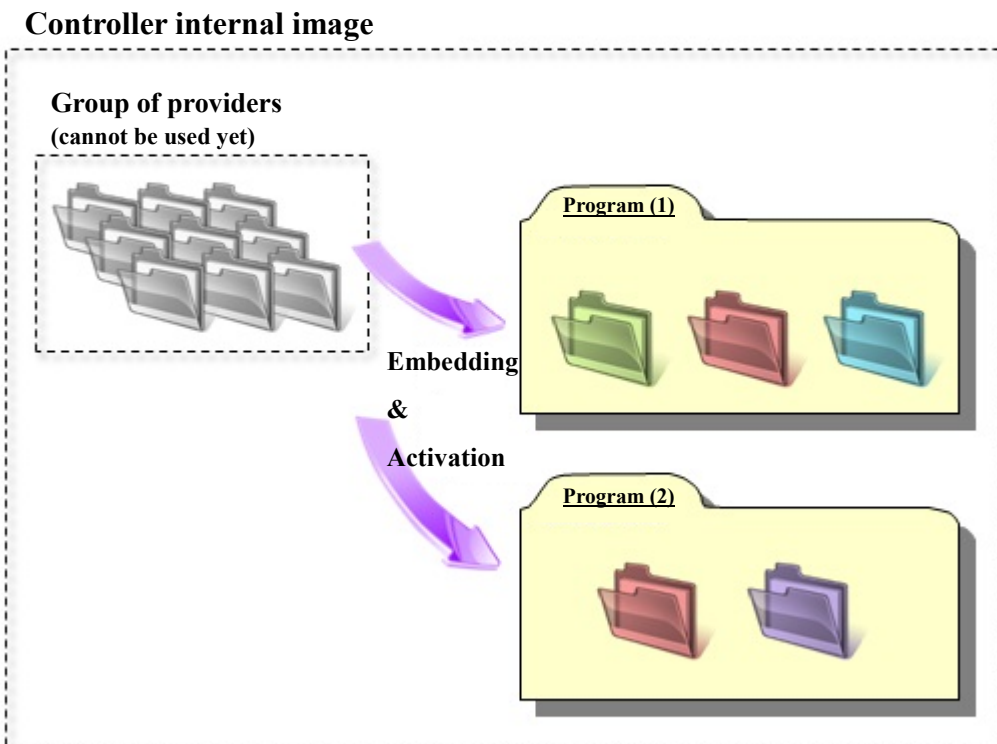 Controller internal image
Group of providers
(cannot be used yet)
Program (1)
Embedding
&
Activation
Program (2)